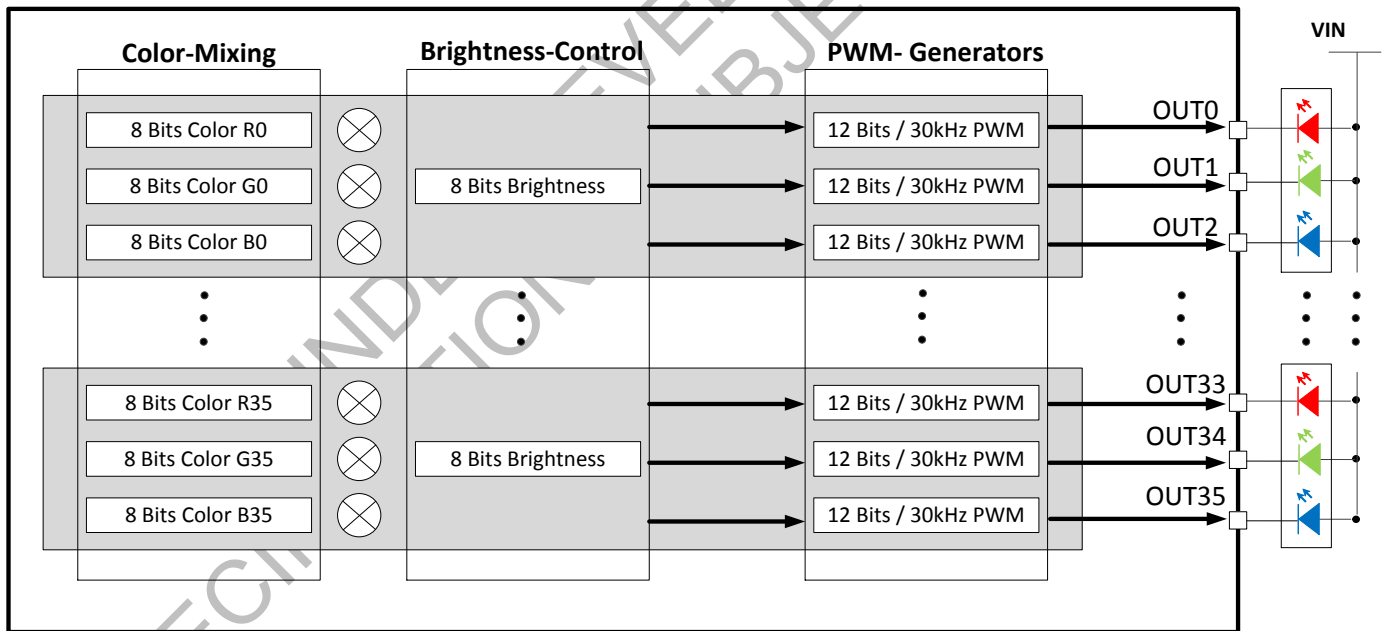 VIN
Color-Mixing
Brightness-Control
PWM- Generators
8 Bits Color R0
12 Bits / 30kHz PWM
OUT0
8 Bits Color G0
8 Bits Brightness
12 Bits / 30kHz PWM
OUT1
8 Bits Color B0
12 Bits / 30kHz PWM
OUT2
8 Bits Color R35
12 Bits / 30kHz PWM
OUT33
8 Bits Color G35
8 Bits Brightness
12 Bits / 30kHz PWM
OUT34
8 Bits Color B35
12 Bits / 30kHz PWM
OUT35